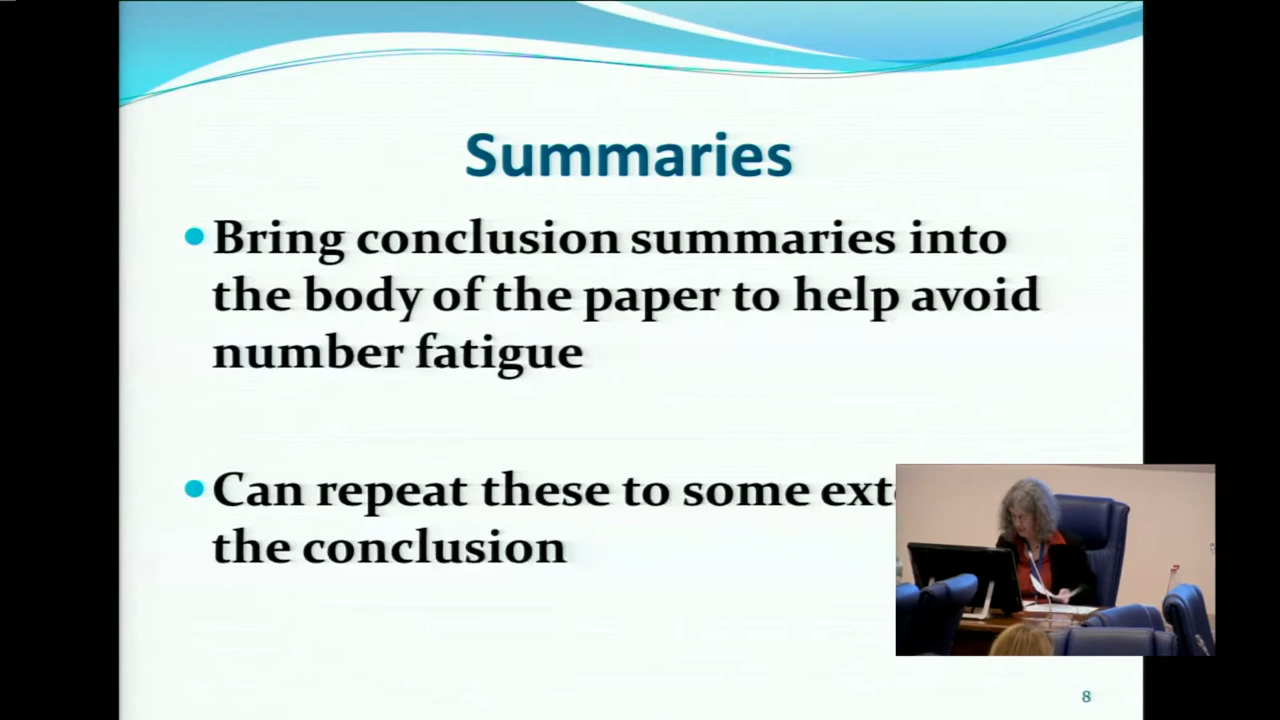 Summaries
• Bring conclusion summaries into
the body of the paper to help avoid
number fatigue
• Can repeat these to some
the conclusion
8